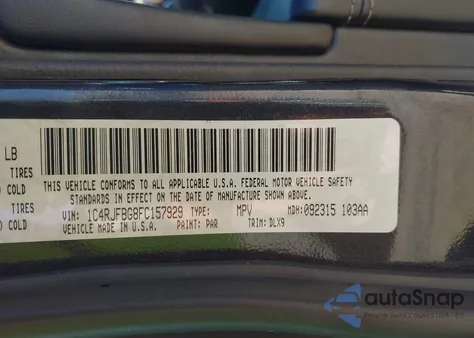 LB
TIRES
COLD
THIS VEHICLE CONFORMS TO ALL APPLICABLE U.S.A. FEDERAL MOTOR VEHICLE SAFETY
TIRES STANDARDS IN EFFECT ON THE DATE OF MANUFACTURE SHOWN ABOVE.
COLD VIN: 1C4RJFBG8FC157929 TYPE: MPV MDH: 092315 103AA
VEHICLE MADE IN U.S.A. PAINT: PAR TRIM: DLX9
autoSnap